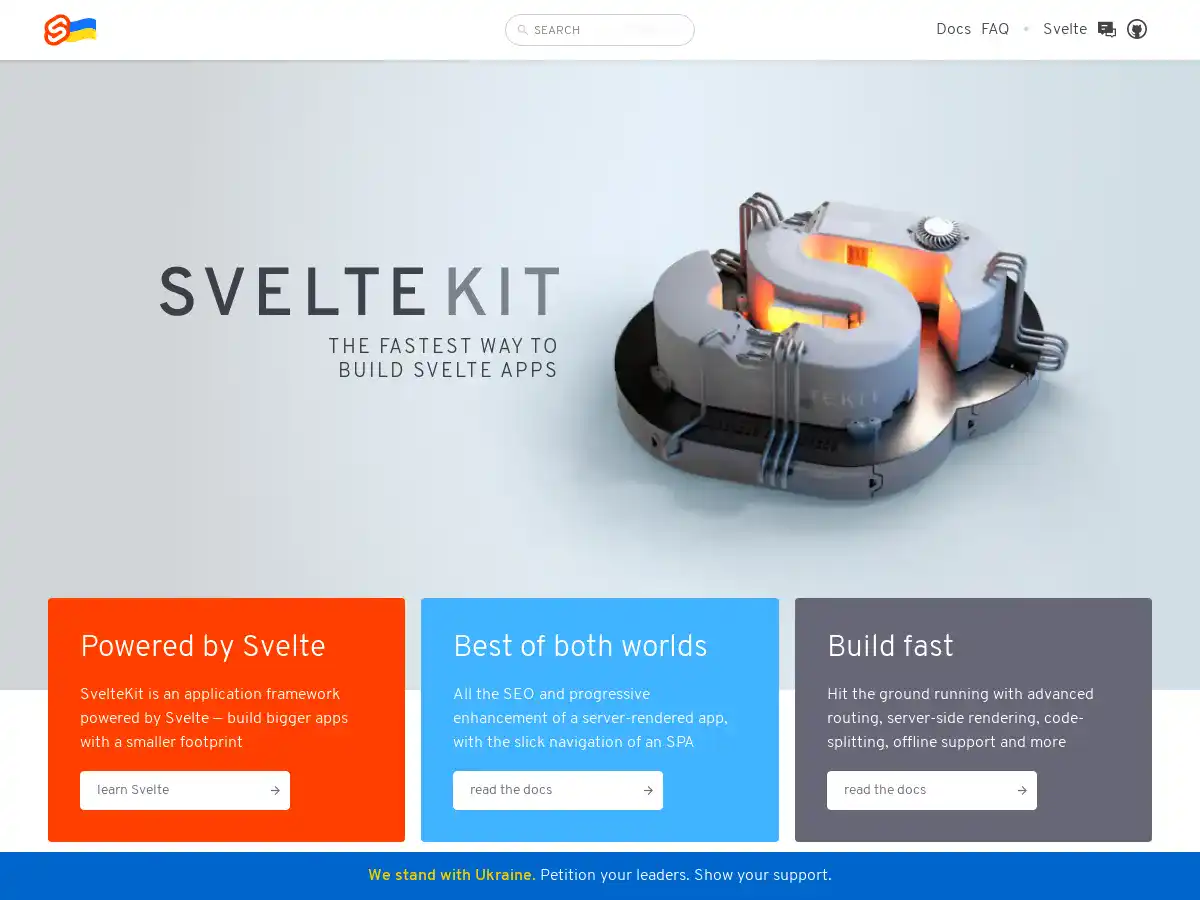 SEARCH
Docs FAQ • Svelte
SVELTE KIT
THE FASTEST WAY TO
BUILD SVELTE APPS
TEKIT
Powered by Svelte
SvelteKit is an application framework
powered by Svelte — build bigger apps
with a smaller footprint
learn Svelte →
Best of both worlds
All the SEO and progressive
enhancement of a server-rendered app,
with the slick navigation of an SPA
read the docs →
Build fast
Hit the ground running with advanced
routing, server-side rendering, code-
splitting, offline support and more
read the docs →
We stand with Ukraine. Petition your leaders. Show your support.